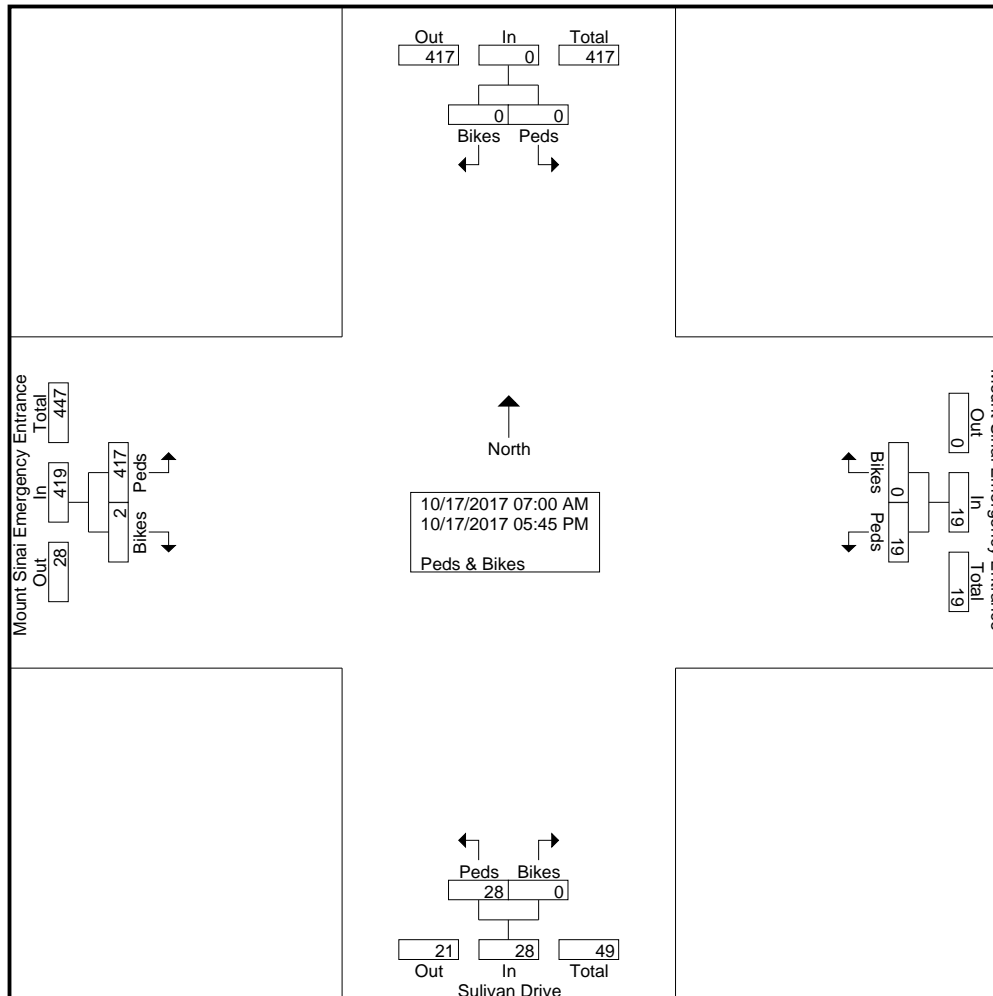 Out In Total
417 0 417
0 0
Bikes Peds
Mount Sinai Emergency Entrance
Total In Out
447 419 28
417 2
Peds Bikes
North
10/17/2017 07:00 AM
10/17/2017 05:45 PM
Peds & Bikes
Bikes Peds
0 19
Out In Total
0 19 19
Peds Bikes
28 0
21 28 49
Out In Total
Sulivan Drive